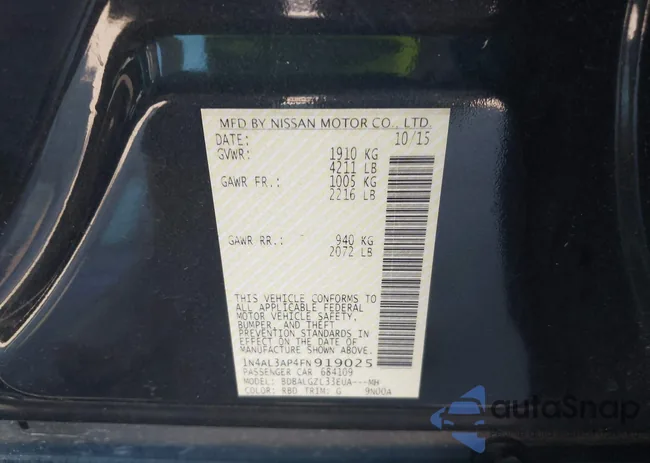 MFD BY NISSAN MOTOR CO., LTD.
DATE: 10/15
GVWR: 1910 KG
4211 LB
GAWR FR.: 1005 KG
2216 LB
GAWR RR.: 940 KG
2072 LB
THIS VEHICLE CONFORMS TO
ALL APPLICABLE FEDERAL
MOTOR VEHICLE SAFETY,
BUMPER, AND THEFT
PREVENTION STANDARDS IN
EFFECT ON THE DATE OF
MANUFACTURE SHOWN ABOVE.
1N4AL3AP4FN919025
PASSENGER CAR 684109
MODEL: BDBALGZL33EUA---MH
COLOR: RBD TRIM: G 9N00A
autoSnap